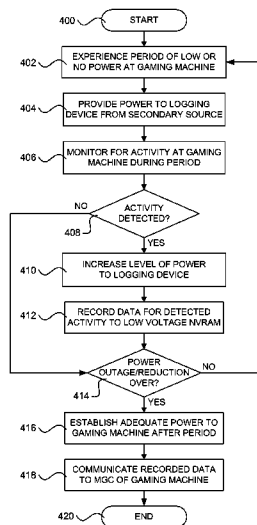 400
START
402
EXPERIENCE PERIOD OF LOW OR
NO POWER AT GAMING MACHINE
404
PROVIDE POWER TO LOGGING
DEVICE FROM SECONDARY SOURCE
406
MONITOR FOR ACTIVITY AT GAMING
MACHINE DURING PERIOD
NO
ACTIVITY
DETECTED?
408
YES
410
INCREASE LEVEL OF POWER
TO LOGGING DEVICE
412
RECORD DATA FOR DETECTED
ACTIVITY TO LOW VOLTAGE NVRAM
POWER
OUTAGE/REDUCTION
OVER?
NO
414
YES
416
ESTABLISH ADEQUATE POWER TO
GAMING MACHINE AFTER PERIOD
418
COMMUNICATE RECORDED DATA
TO MGC OF GAMING MACHINE
420
END